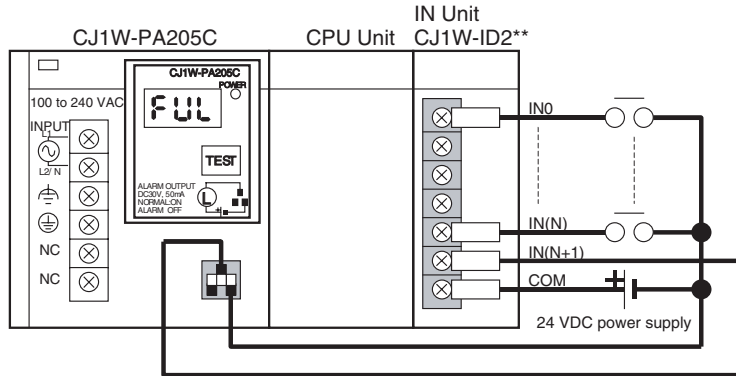 IN Unit
CJ1W-PA205C CPU Unit CJ1W-ID2**
CJ1W-PA205C
POWER
100 to 240 VAC
FUL
INPUT
L1
L2/ N
TEST
ALARM OUTPUT
DC30V, 50mA
NORMAL:ON
ALARM OFF
L
NC
NC
IN0
IN(N)
IN(N+1)
COM
24 VDC power supply